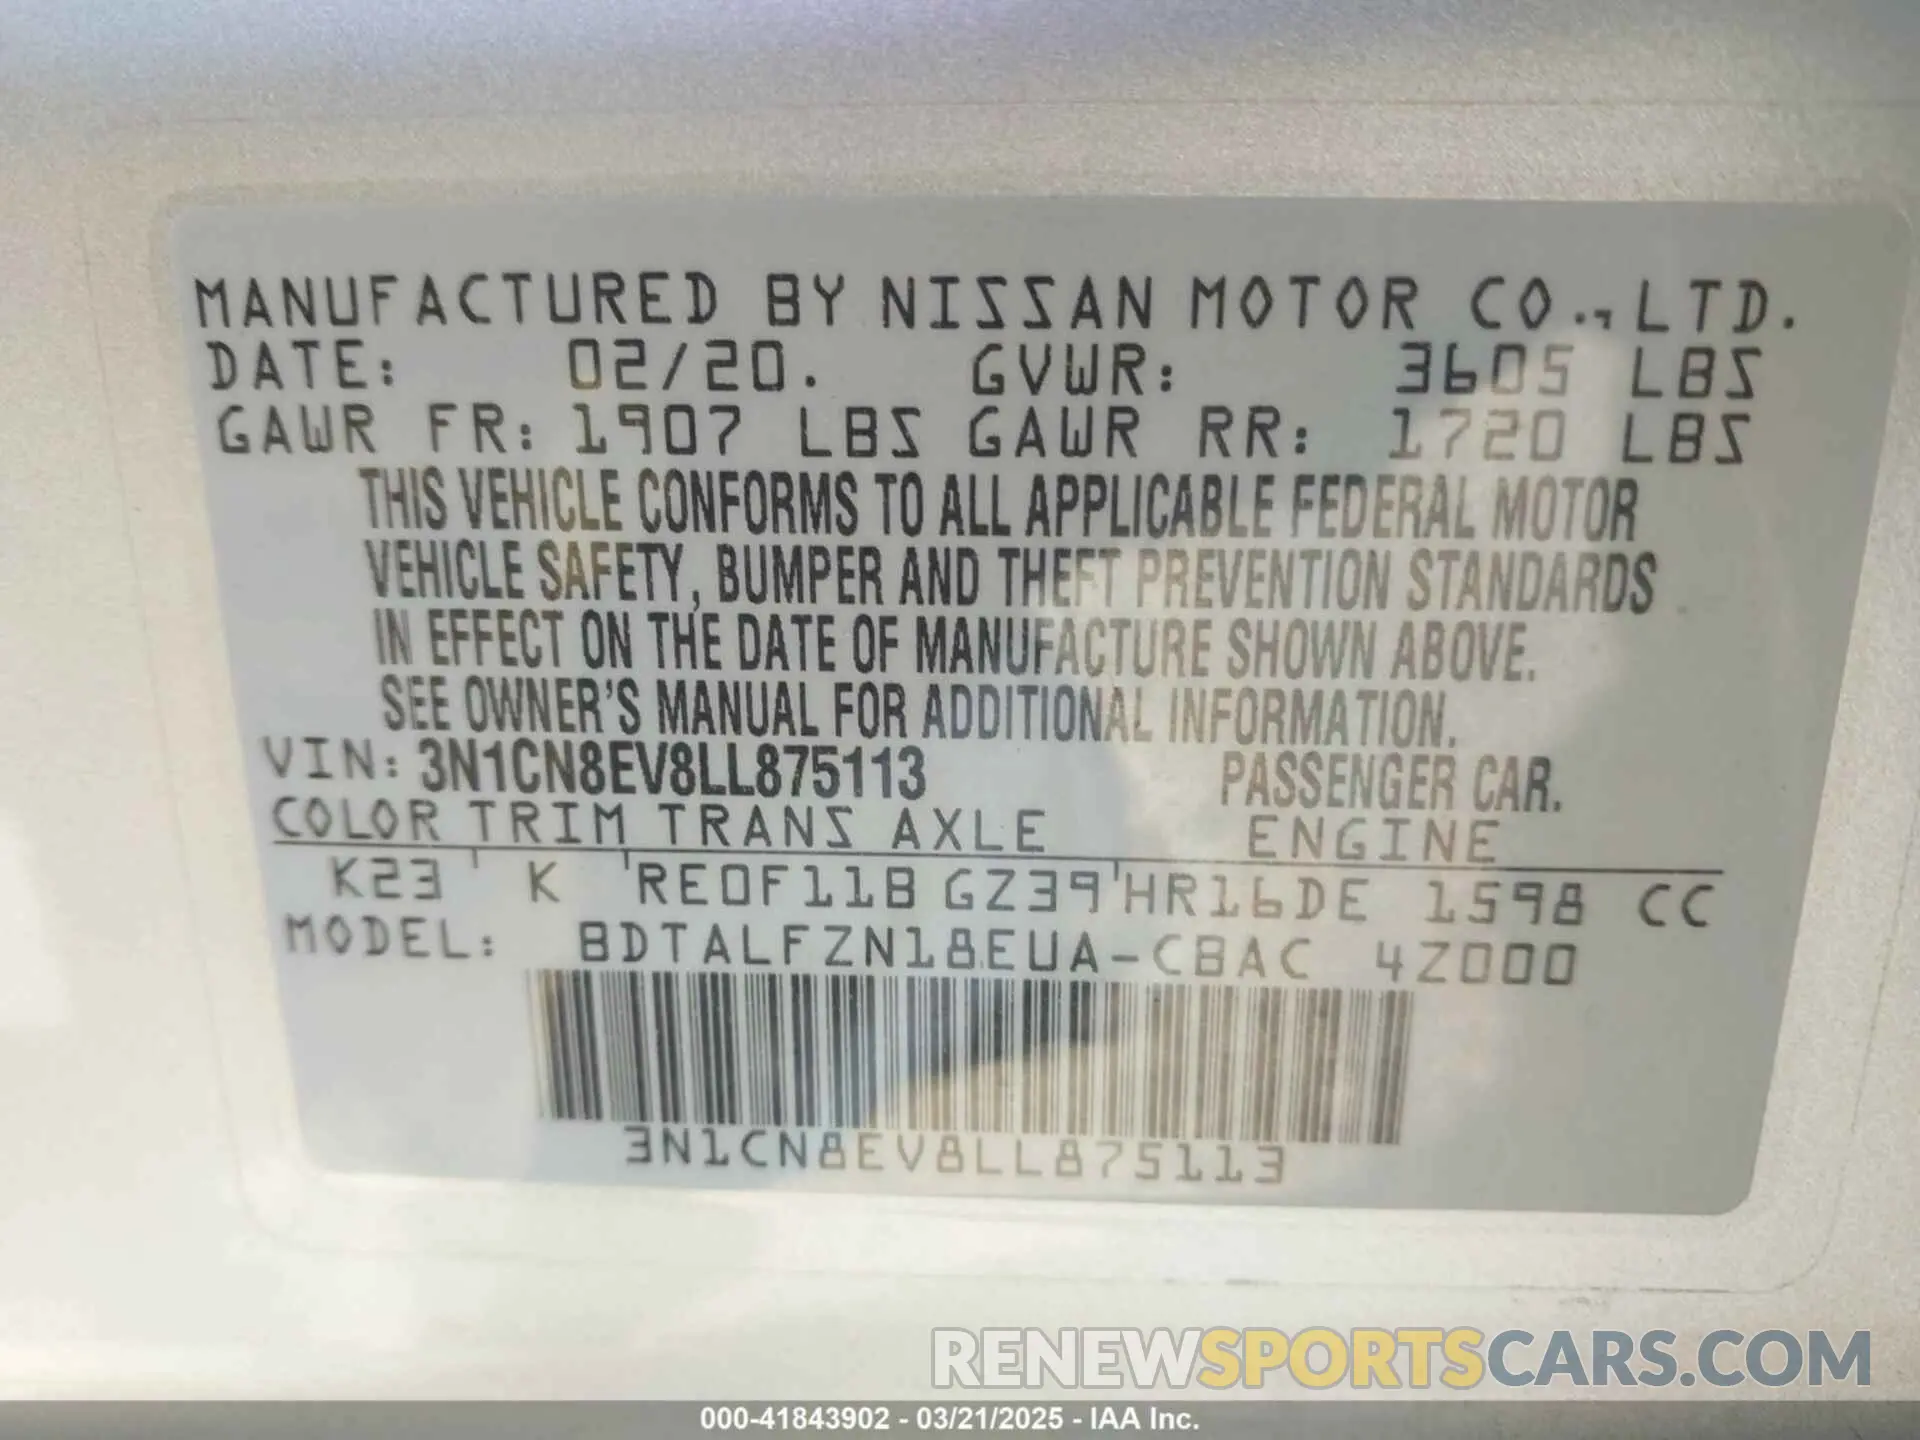 MANUFACTURED BY NISSAN MOTOR CO., LTD.
DATE: 02/20. GVWR: 3605 LBS
GAWR FR: 1907 LBS GAWR RR: 1720 LBS
THIS VEHICLE CONFORMS TO ALL APPLICABLE FEDERAL MOTOR
VEHICLE SAFETY, BUMPER AND THEFT PREVENTION STANDARDS
IN EFFECT ON THE DATE OF MANUFACTURE SHOWN ABOVE.
SEE OWNER'S MANUAL FOR ADDITIONAL INFORMATION.
VIN: 3N1CN8EV8LL875113 PASSENGER CAR.
COLOR TRIM TRANS AXLE ENGINE
K23 K RE0F11B GZ39 HR16DE 1598 CC
MODEL: BDTALFZN18EUA-CBAC 4Z000
3N1CN8EV8LL875113
RENEWSPORTSCARS.COM
000-41843902 - 03/21/2025 - IAA Inc.